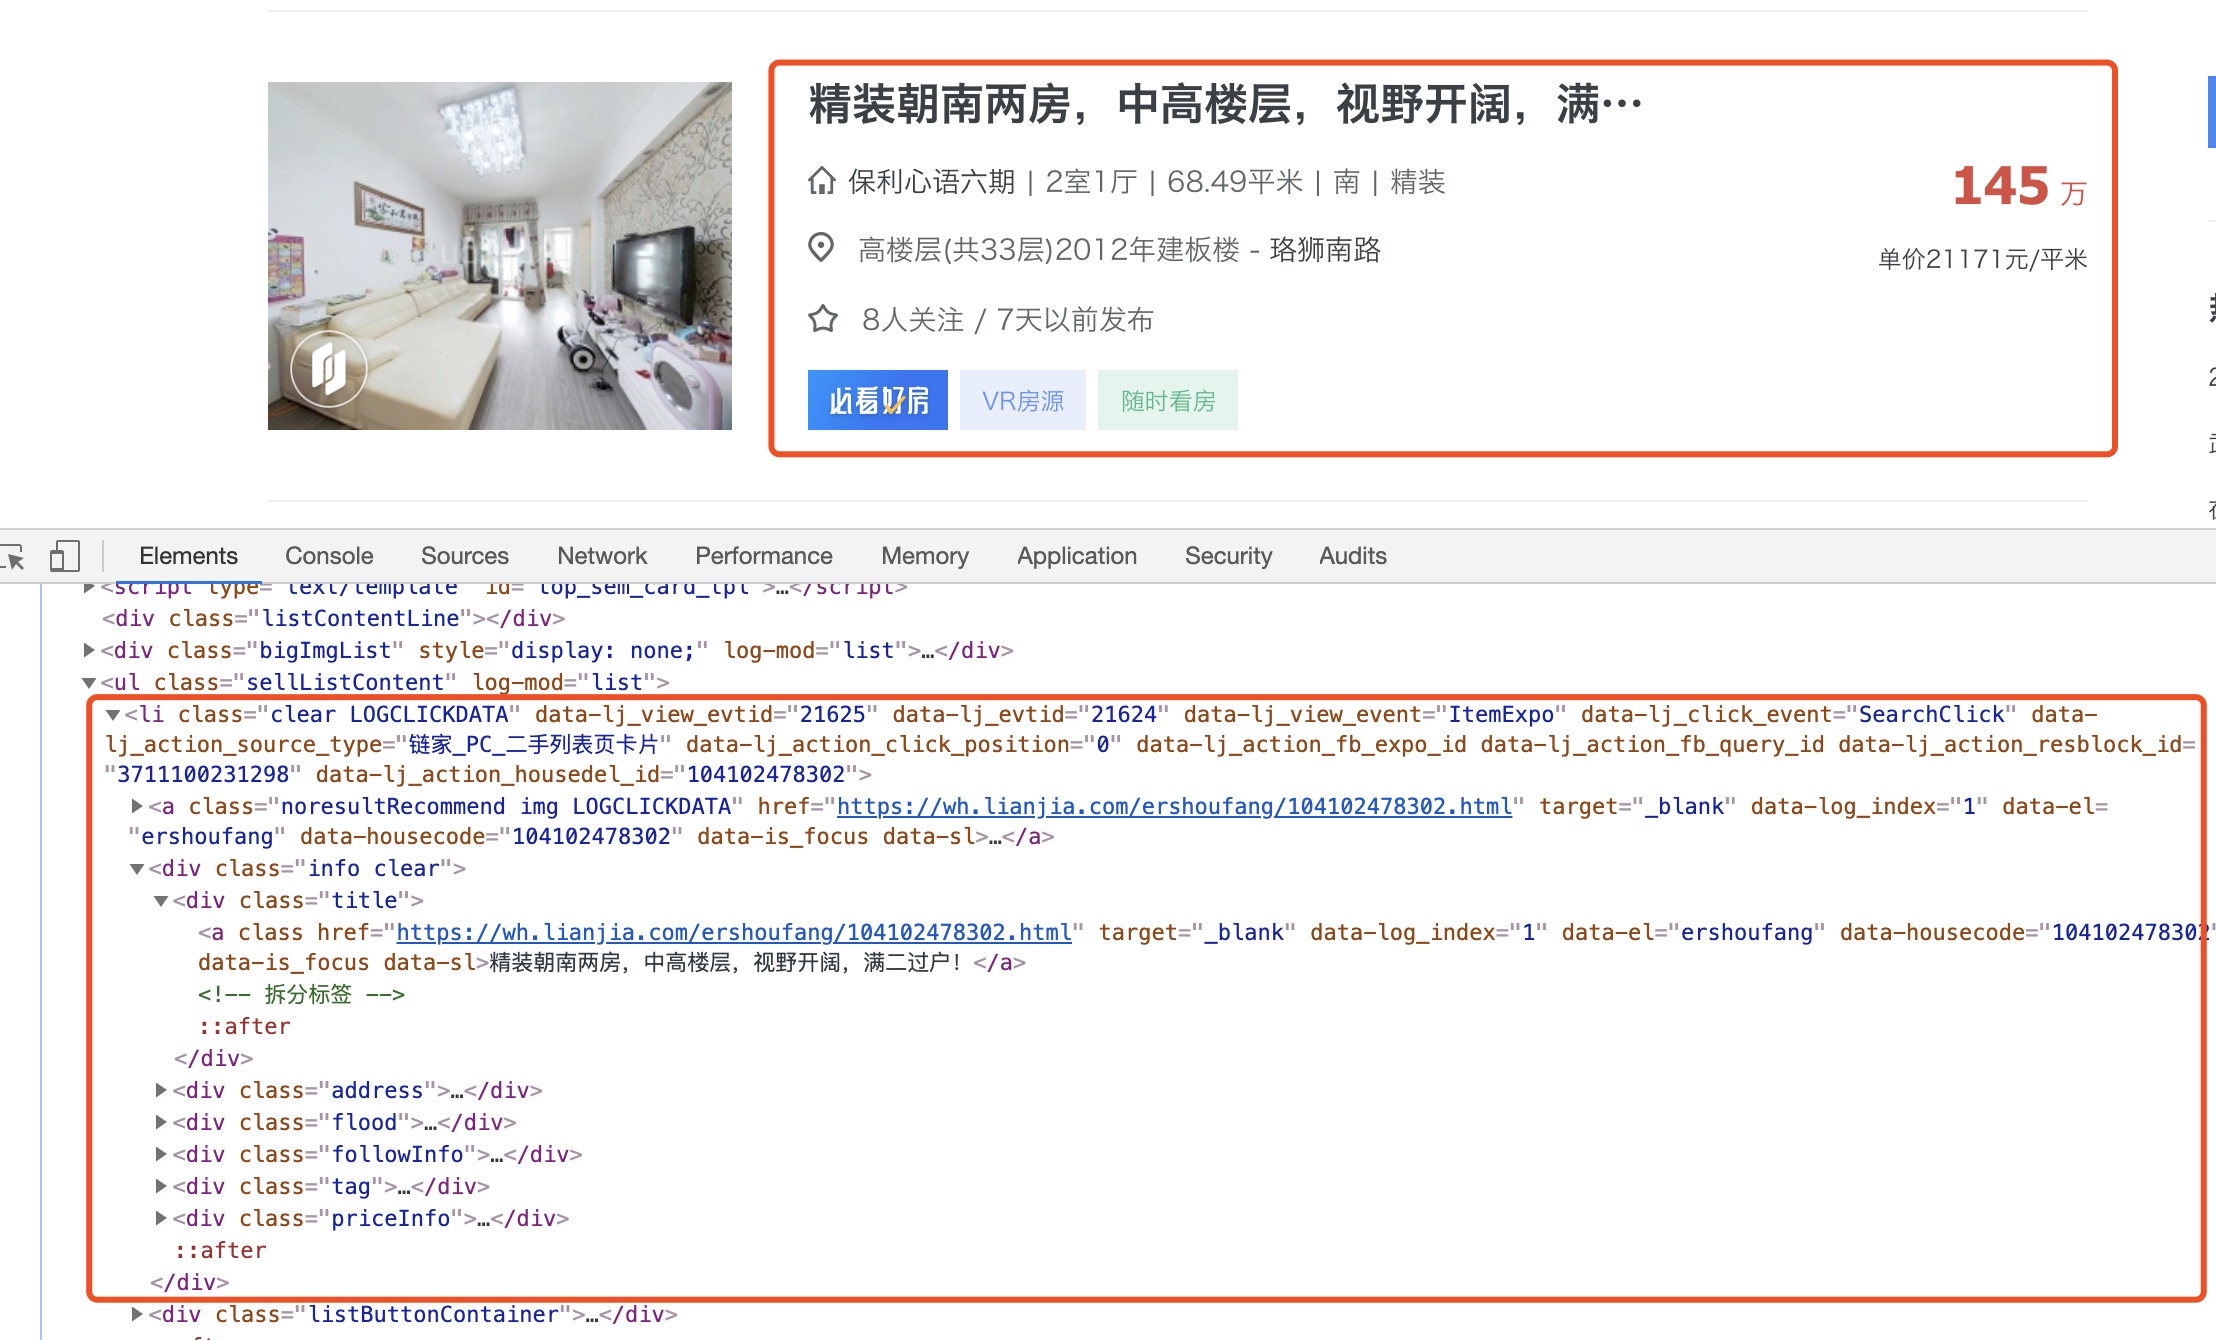 精装朝南两房，中高楼层，视野开阔，满…
保利心语六期 | 2室1厅 | 68.49平米 | 南 | 精装
145 万
高楼层(共33层)2012年建板楼 - 珞狮南路
单价21171元/平米
8人关注 / 7天以前发布
必看好房 VR房源 随时看房
Elements Console Sources Network Performance Memory Application Security Audits
<script type="text/template" id="top_sem_card_tpl">…</script>
<div class="listContentLine"></div>
<div class="bigImgList" style="display: none;" log-mod="list">…</div>
<ul class="sellListContent" log-mod="list">
<li class="clear LOGCLICKDATA" data-lj_view_evtid="21625" data-lj_evtid="21624" data-lj_view_event="ItemExpo" data-lj_click_event="SearchClick" data-
lj_action_source_type="链家_PC_二手列表页卡片" data-lj_action_click_position="0" data-lj_action_fb_expo_id data-lj_action_fb_query_id data-lj_action_resblock_id=
"3711100231298" data-lj_action_housedel_id="104102478302">
<a class="noresultRecommend img LOGCLICKDATA" href="https://wh.lianjia.com/ershoufang/104102478302.html" target="_blank" data-log_index="1" data-el=
"ershoufang" data-housecode="104102478302" data-is_focus data-sl>…</a>
<div class="info clear">
<div class="title">
<a class href="https://wh.lianjia.com/ershoufang/104102478302.html" target="_blank" data-log_index="1" data-el="ershoufang" data-housecode="104102478302"
data-is_focus data-sl>精装朝南两房，中高楼层，视野开阔，满二过户！</a>
<!-- 拆分标签 -->
::after
</div>
<div class="address">…</div>
<div class="flood">…</div>
<div class="followInfo">…</div>
<div class="tag">…</div>
<div class="priceInfo">…</div>
::after
</div>
<div class="listButtonContainer">…</div>